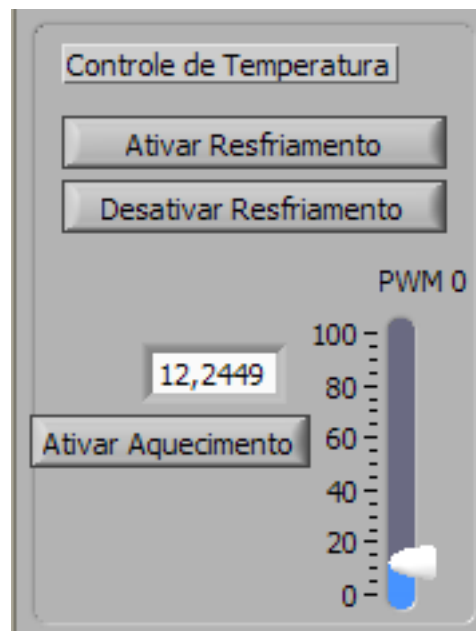 Controle de Temperatura
Ativar Resfriamento
Desativar Resfriamento
PWM 0
100
12,2449
80
Ativar Aquecimento
60
40
20
0